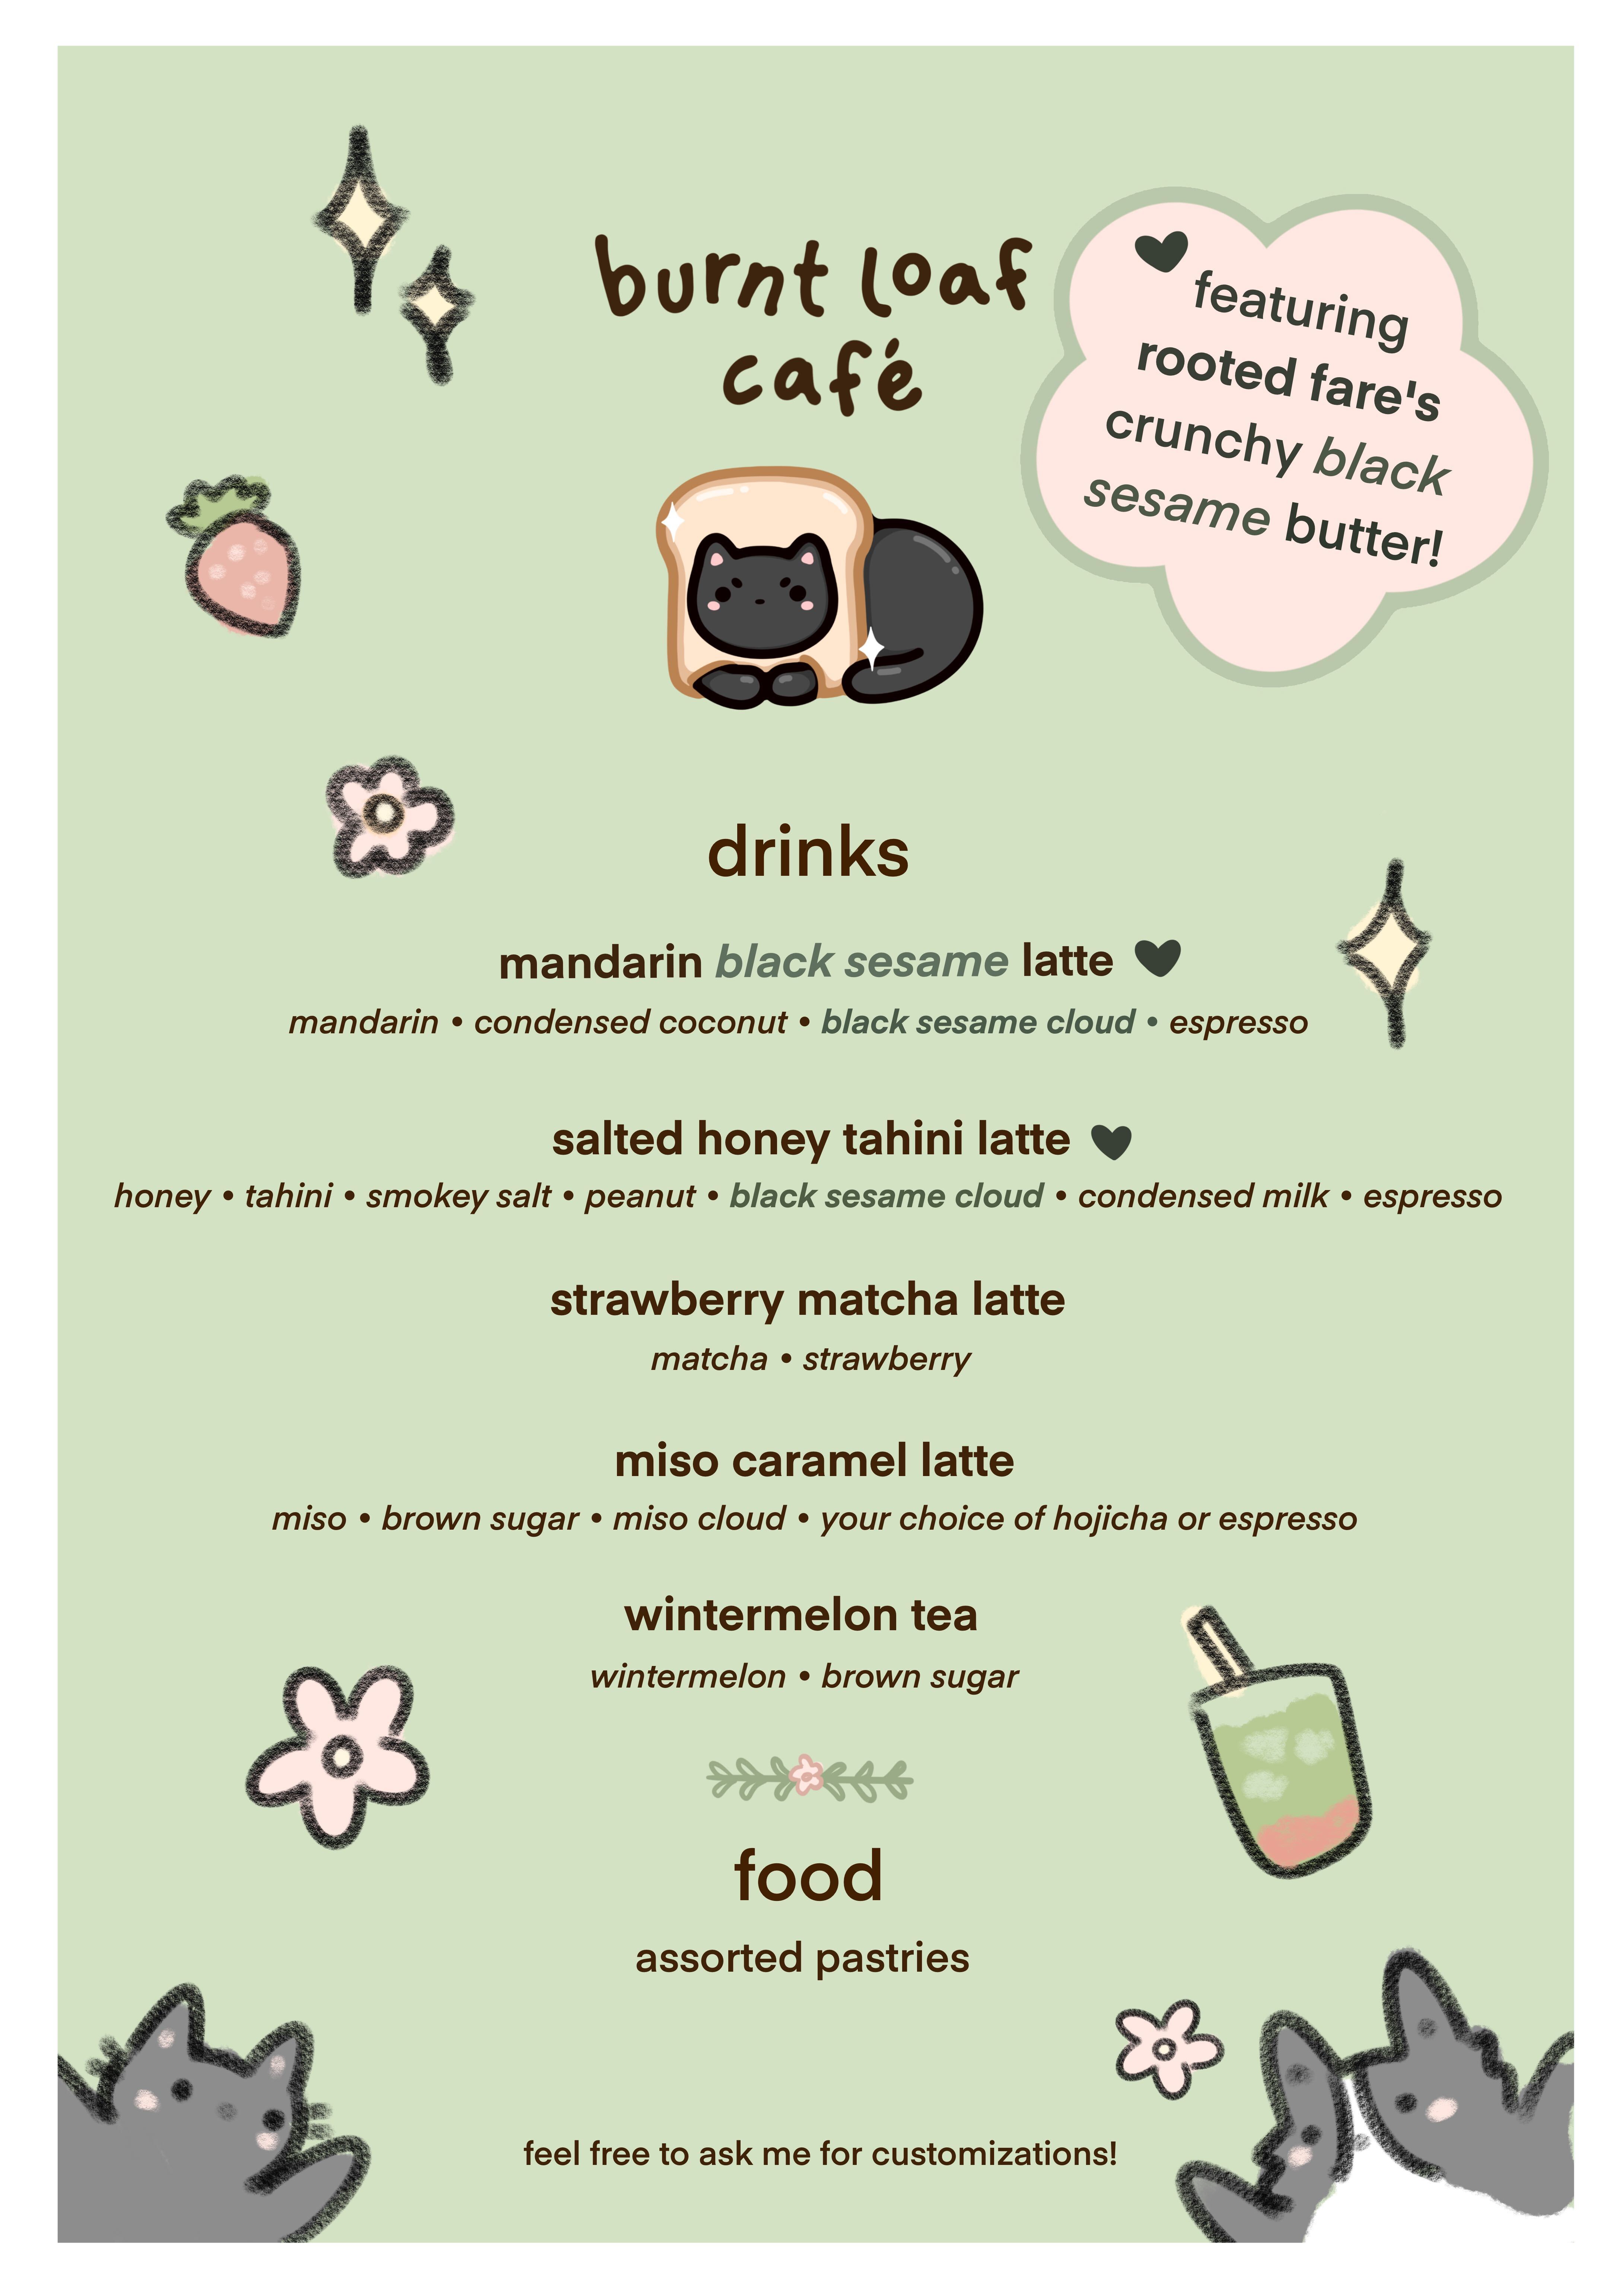 burnt loaf
café
featuring
rooted fare's
crunchy black
sesame butter!
drinks
mandarin black sesame latte
mandarin • condensed coconut • black sesame cloud • espresso
salted honey tahini latte
honey • tahini • smokey salt • peanut • black sesame cloud • condensed milk • espresso
strawberry matcha latte
matcha • strawberry
miso caramel latte
miso • brown sugar • miso cloud • your choice of hojicha or espresso
wintermelon tea
wintermelon • brown sugar
food
assorted pastries
feel free to ask me for customizations!